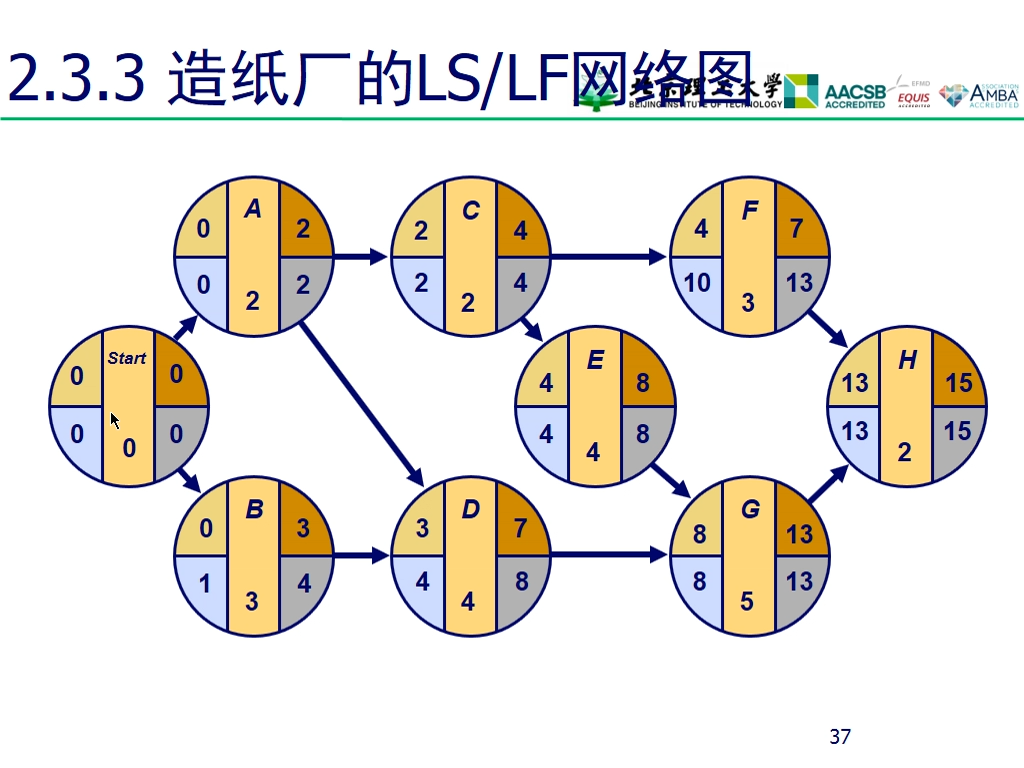 2.3.3 造纸厂的LS/LF网络图
北京理工大学
BEIJING INSTITUTE OF TECHNOLOGY
AACSB
ACCREDITED
EFMD
EQUIS
ACCREDITED
ASSOCIATION
AMBA
ACCREDITED
A
0 2
0 2
2
C
2 4
2 4
2
F
4 7
10 13
3
Start
0 0
0 0
0
E
4 8
4 8
4
H
13 15
13 15
2
B
0 3
1 4
3
D
3 7
4 8
4
G
8 13
8 13
5
37